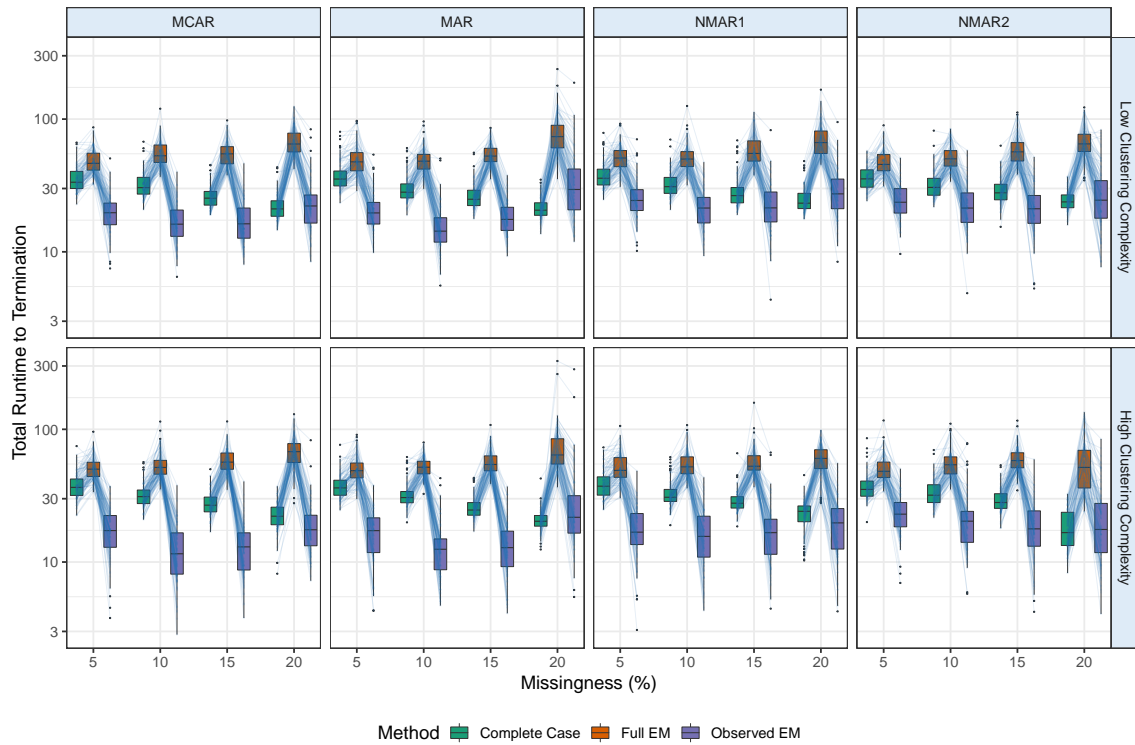 MCAR MAR NMAR1 NMAR2
300
100
30
10
3
Low Clustering Complexity
300
100
30
10
3
High Clustering Complexity
Total Runtime to Termination
5 10 15 20 5 10 15 20 5 10 15 20 5 10 15 20
Missingness (%)
Method Complete Case Full EM Observed EM